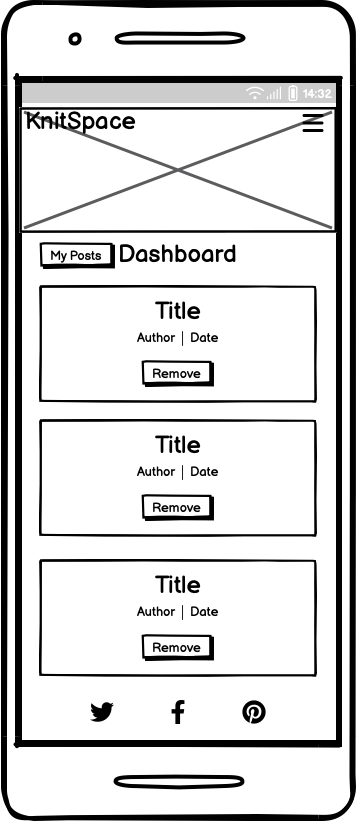 14:32
KnitSpace
My Posts Dashboard
Title
Author | Date
Remove
Title
Author | Date
Remove
Title
Author | Date
Remove